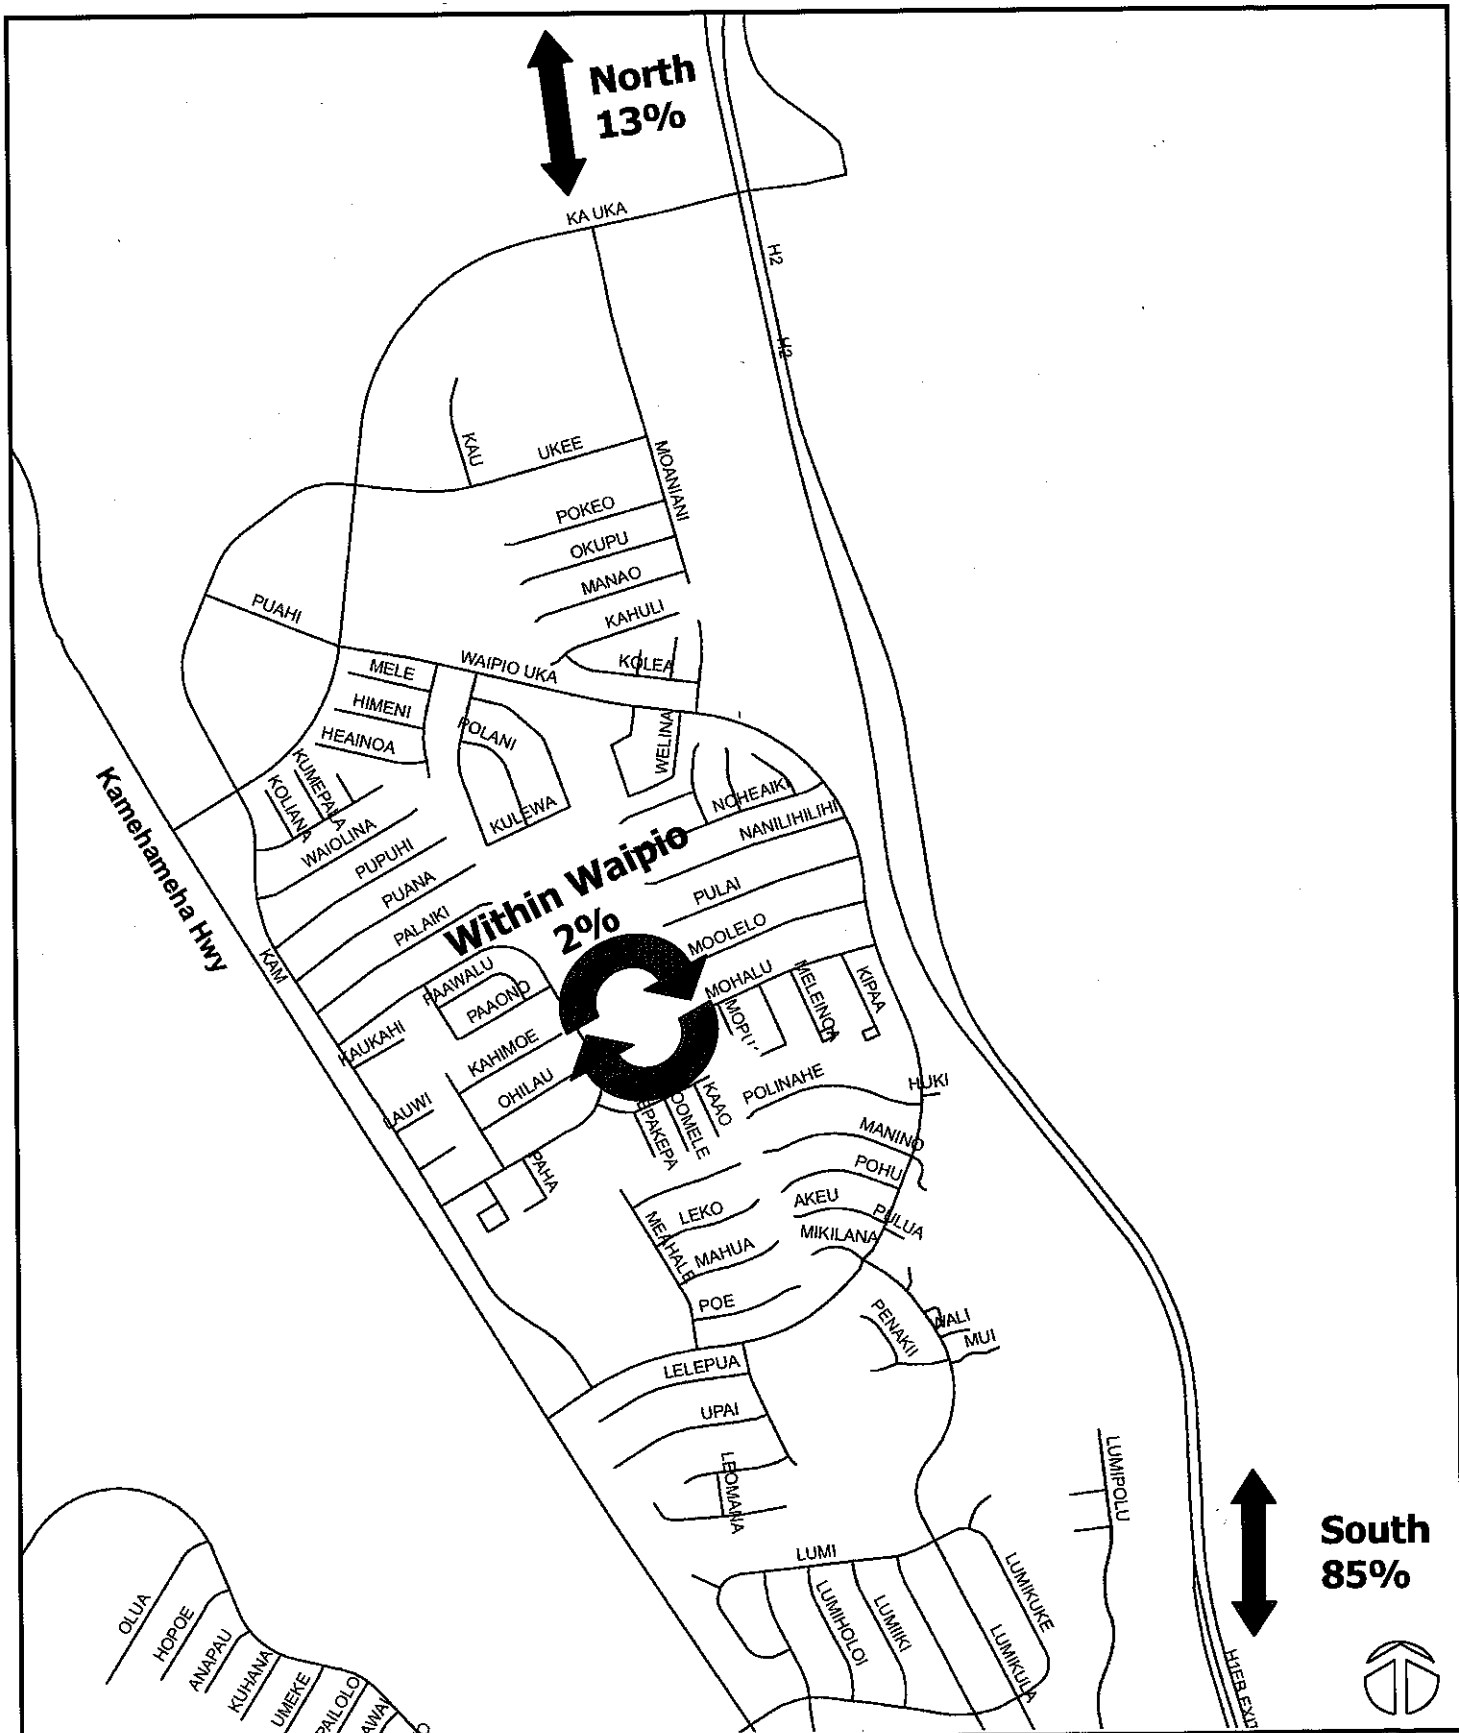 North
13%
KA UKA
H2
H2
KAU
UKEE
MOANIANI
POKEO
OKUPU
MANAO
KAHULI
PUAHI
WAIPIO UKA
KOLEA
MELE
HIMENI
HEAINOA
POLANI
WELINA
KUMEPALA
KOLIANA
KULEWA
NOHEAIKI
NANILIHILIHI
WAIOLINA
PUPUHI
PUANA
PALAIKI
Kamehameha Hwy
Within Waipio
2%
PULAI
MOOLELO
KAM
PAAWALU
PAAONO
MOHALU
MELEINOA
KIPAA
KAUKAHI
KAHIMOE
OHILAU
POLINAHE
HUKI
KAAO
LAUWI
MANINO
POHU
PAHA
AKEU
PULUA
LEKO
MEAHALE
MAHUA
MIKILANA
POE
PENAKII
WALI
MUI
LELEPUA
UPAI
LEOMANA
LUMIPOLU
South
85%
LUMI
LUMIKUKE
LUMIHOLOI
LUMIIKI
LUMIKULA
OLUA
HOPOE
ANAPAU
KUHANA
UMEKE
PAILOLO